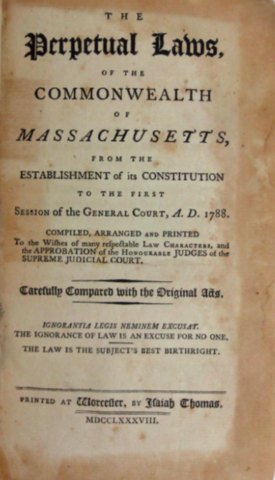 THE
Perpetual Laws,
OF THE
COMMONWEALTH
OF
MASSACHUSETTS,
FROM THE
ESTABLISHMENT of its CONSTITUTION
TO THE FIRST
SESSION of the GENERAL COURT, A. D. 1788.
COMPILED, ARRANGED AND PRINTED
To the Wishes of many respectable LAW CHARACTERS, and
the APPROBATION of the HONOURABLE JUDGES of the
SUPREME JUDICIAL COURT.
Carefully Compared with the Original Acts.
IGNORANTIA LEGIS NEMINEM EXCUSAT.
THE IGNORANCE OF LAW IS AN EXCUSE FOR NO ONE.
THE LAW IS THE SUBJECT'S BEST BIRTHRIGHT.
PRINTED AT Worcester, BY Isaiah Thomas.
MDCCLXXXVIII.